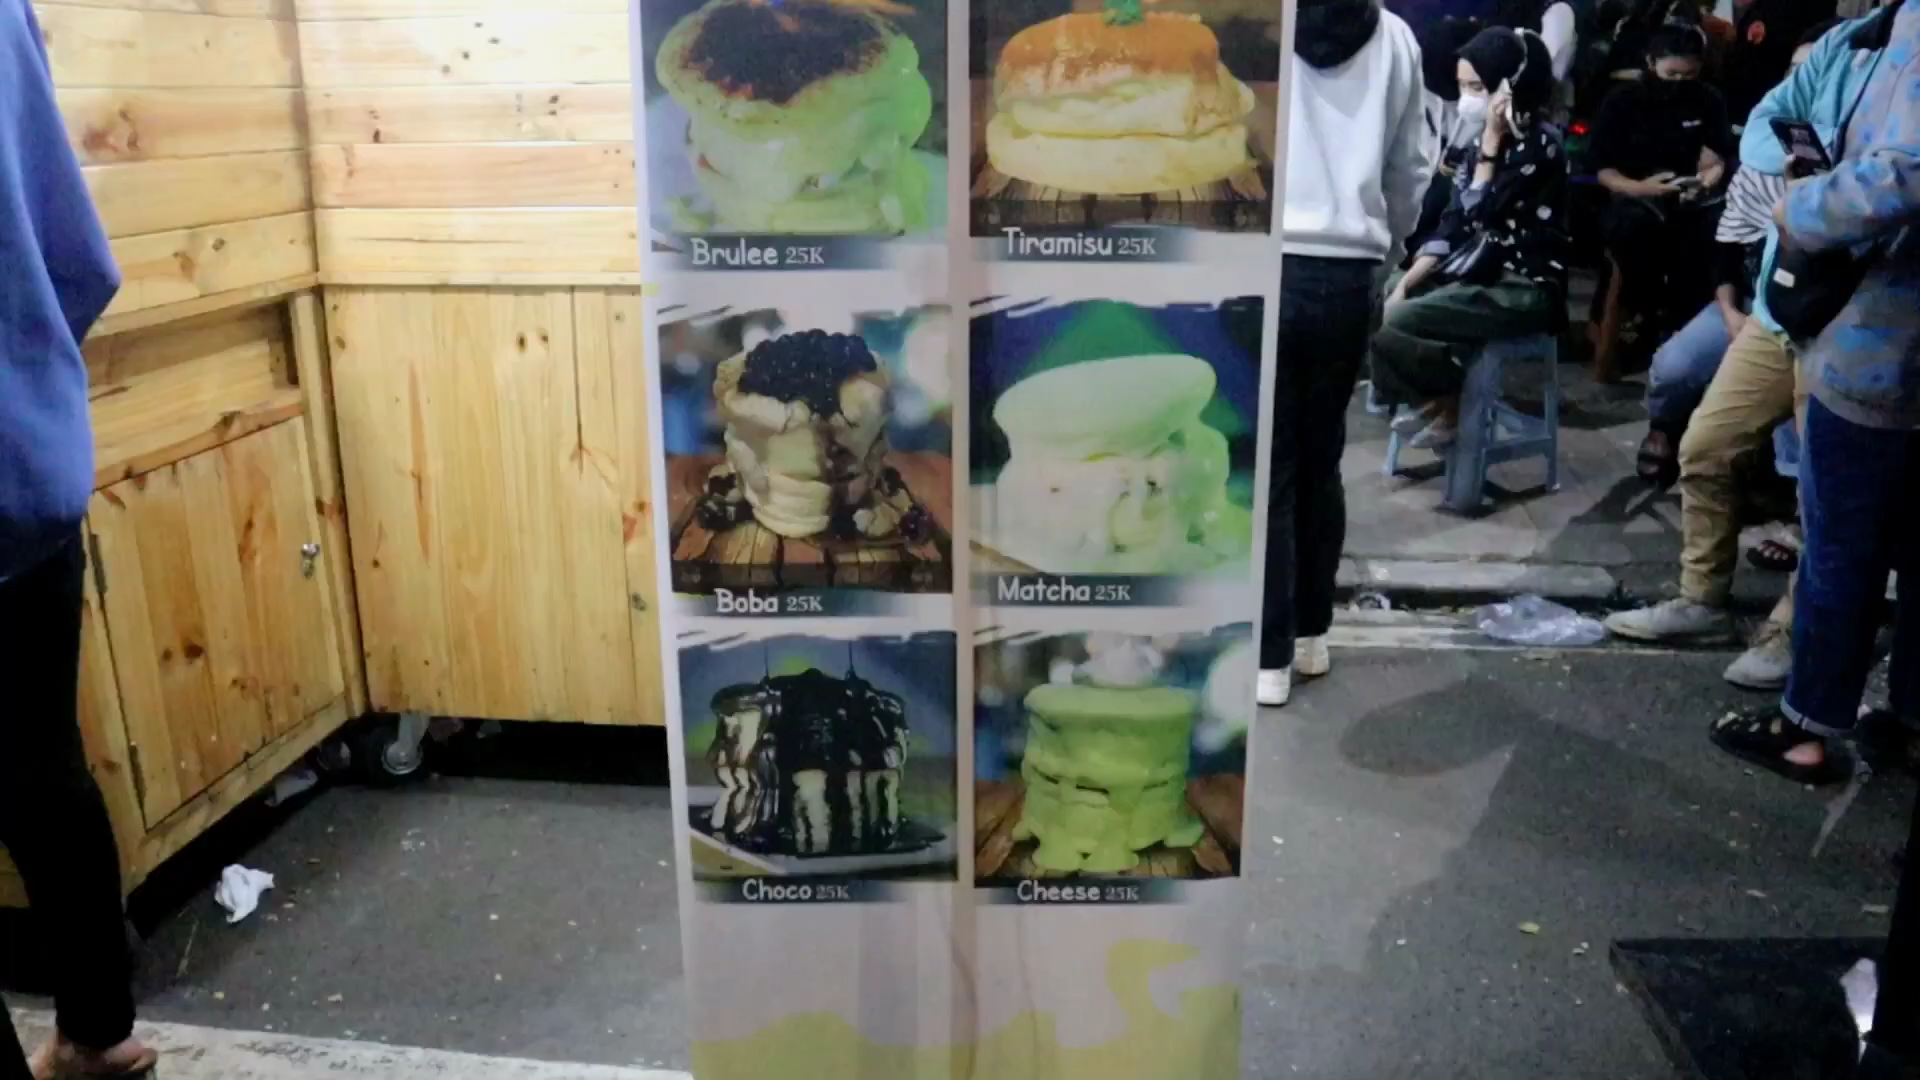 Brulee 25K
Tiramisu 25K
Boba 25K
Matcha 25K
Choco 25K
Cheese 25K